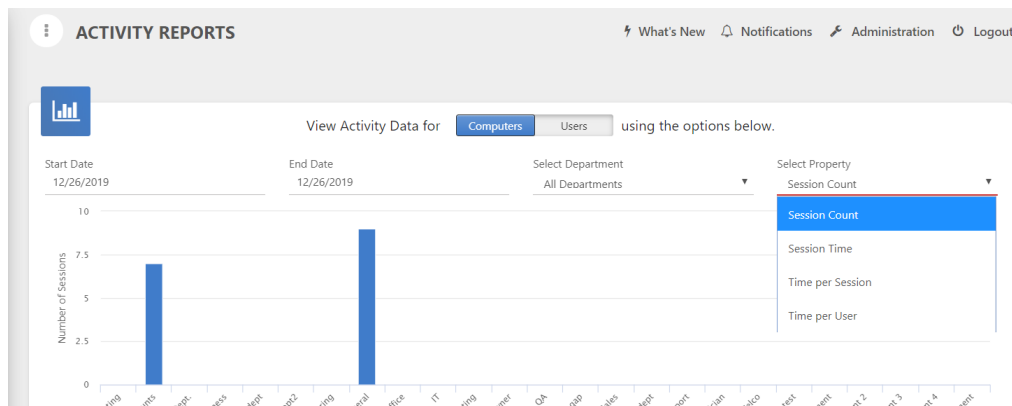 ACTIVITY REPORTS
What's New Notifications Administration Logout
View Activity Data for Computers Users using the options below.
Start Date End Date Select Department Select Property
12/26/2019 12/26/2019 All Departments Session Count
Session Count
Session Time
Time per Session
Time per User
Number of Sessions
10
7.5
5
2.5
0
IT
QA